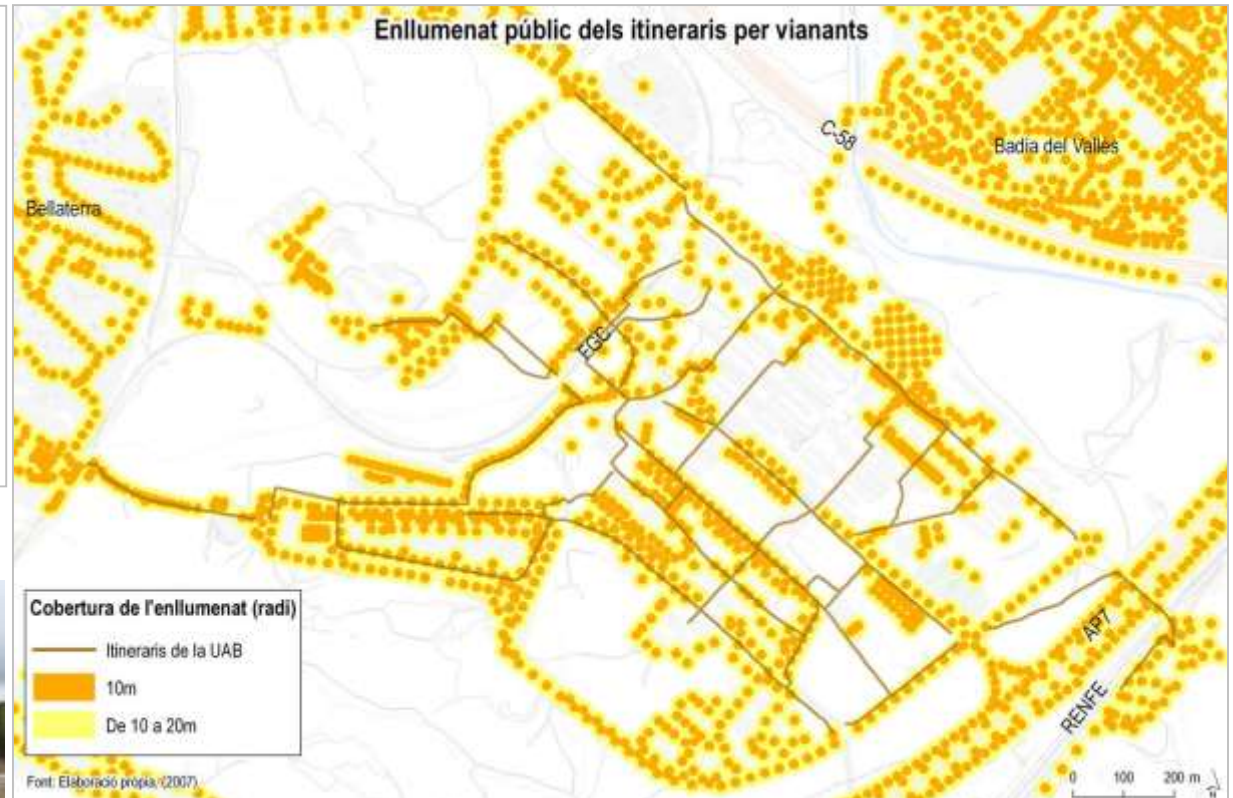 Enllumenat públic dels itineraris per vianants
C-58
Badia del Vallès
Bellaterra
FGC
Cobertura de l'enllumenat (radi)
Itineraris de la UAB
10m
De 10 a 20m
AP7
RENFE
Font: Elaboració pròpia, (2007)
0 100 200 m